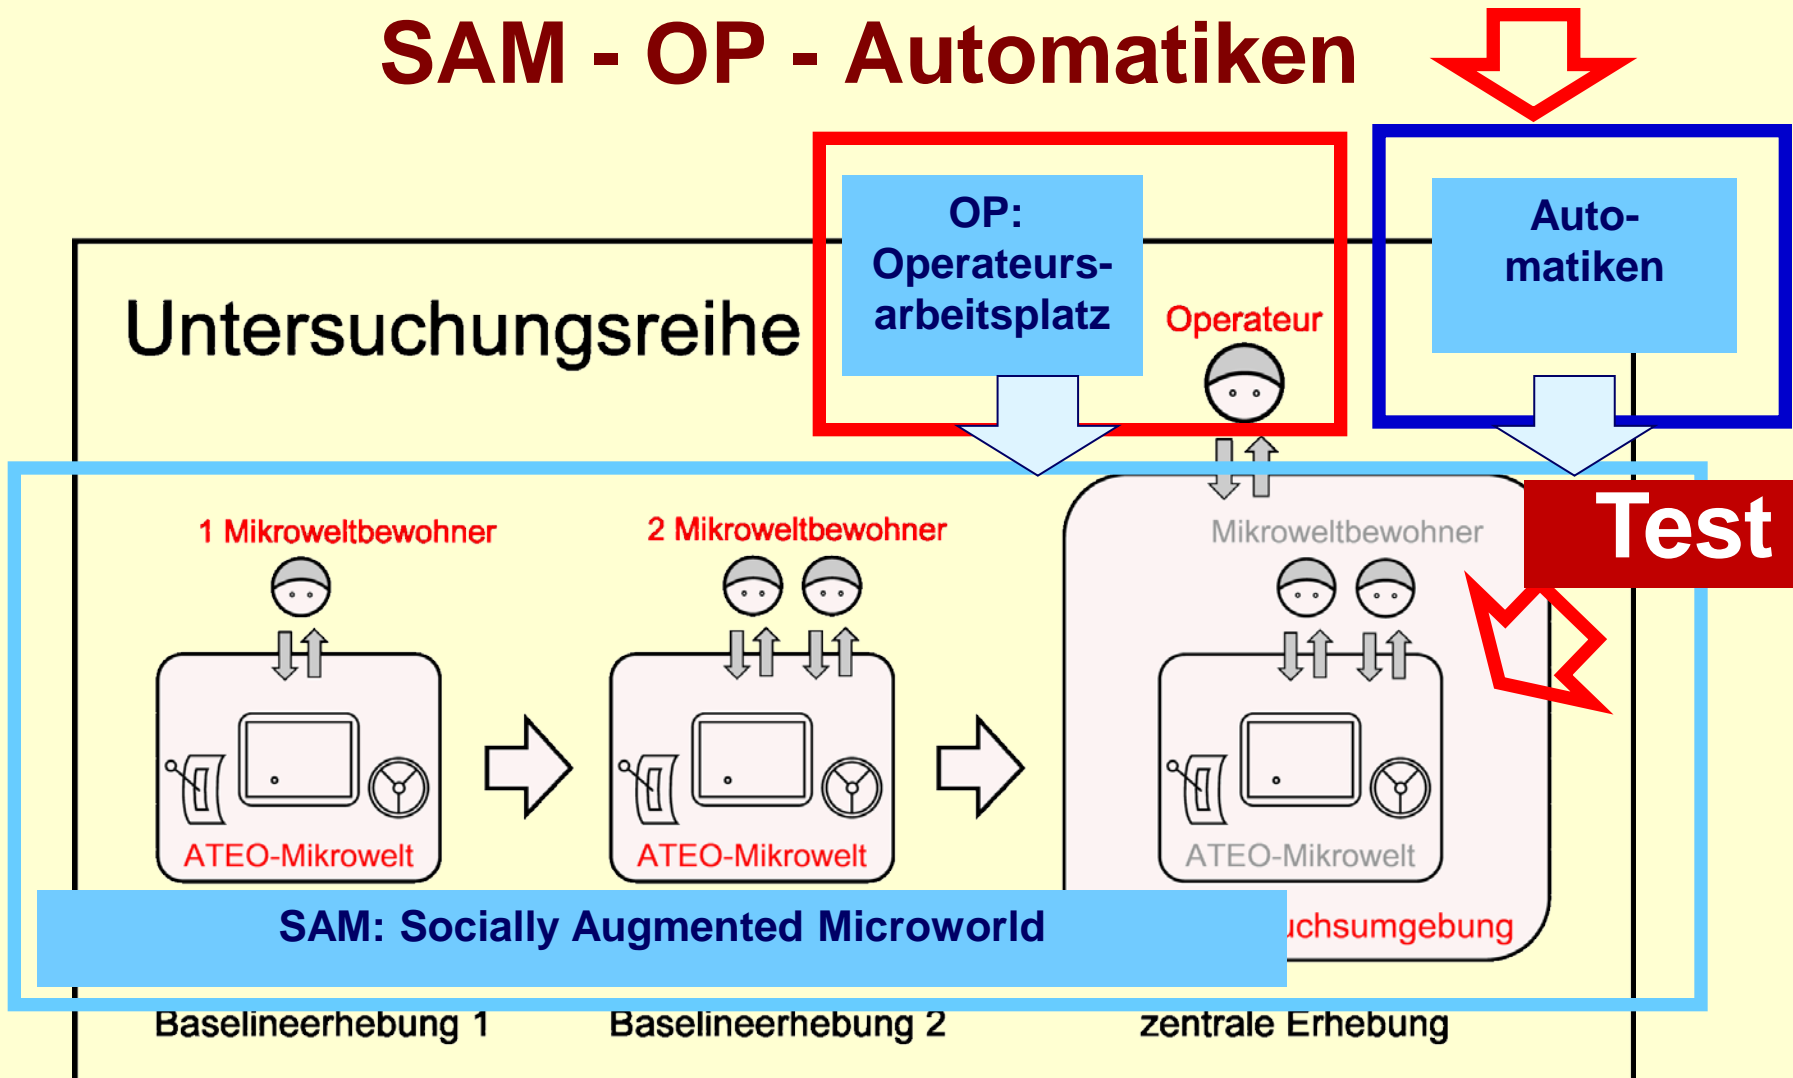 SAM - OP - Automatiken
OP:
Operateurs-
arbeitsplatz
Auto-
matiken
Untersuchungsreihe
Operateur
Test
1 Mikroweltbewohner
2 Mikroweltbewohner
Mikroweltbewohner
ATEO-Mikrowelt
ATEO-Mikrowelt
ATEO-Mikrowelt
SAM: Socially Augmented Microworld
uchsumgebung
Baselineerhebung 1
Baselineerhebung 2
zentrale Erhebung